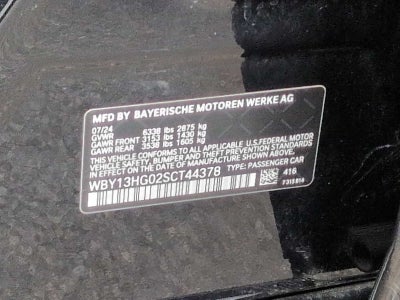 MFD BY BAYERISCHE MOTOREN WERKE AG
07/24
GVWR 6338 lbs 2875 kg
GAWR FRONT 3153 lbs 1430 kg
GAWR REAR 3538 lbs 1605 kg
THIS VEHICLE CONFORMS TO ALL APPLICABLE U.S.FEDERAL MOTOR
VEHICLE SAFETY, BUMPER AND THEFT PREVENTION STANDARDS
IN EFFECT ON THE DATE OF MANUFACTURE SHOWN ABOVE.
WBY13HG02SCT44378 TYPE: PASSENGER CAR
416